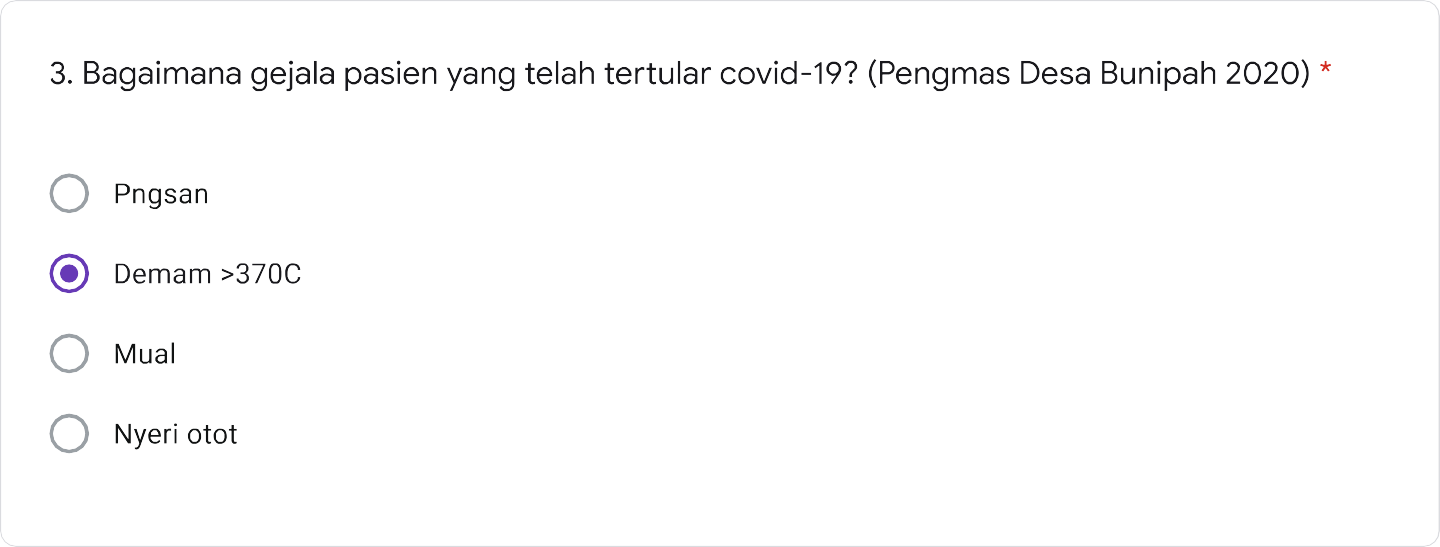 3. Bagaimana gejala pasien yang telah tertular covid-19? (Pengmas Desa Bunipah 2020) *
Pngsan
Demam >370C
Mual
Nyeri otot